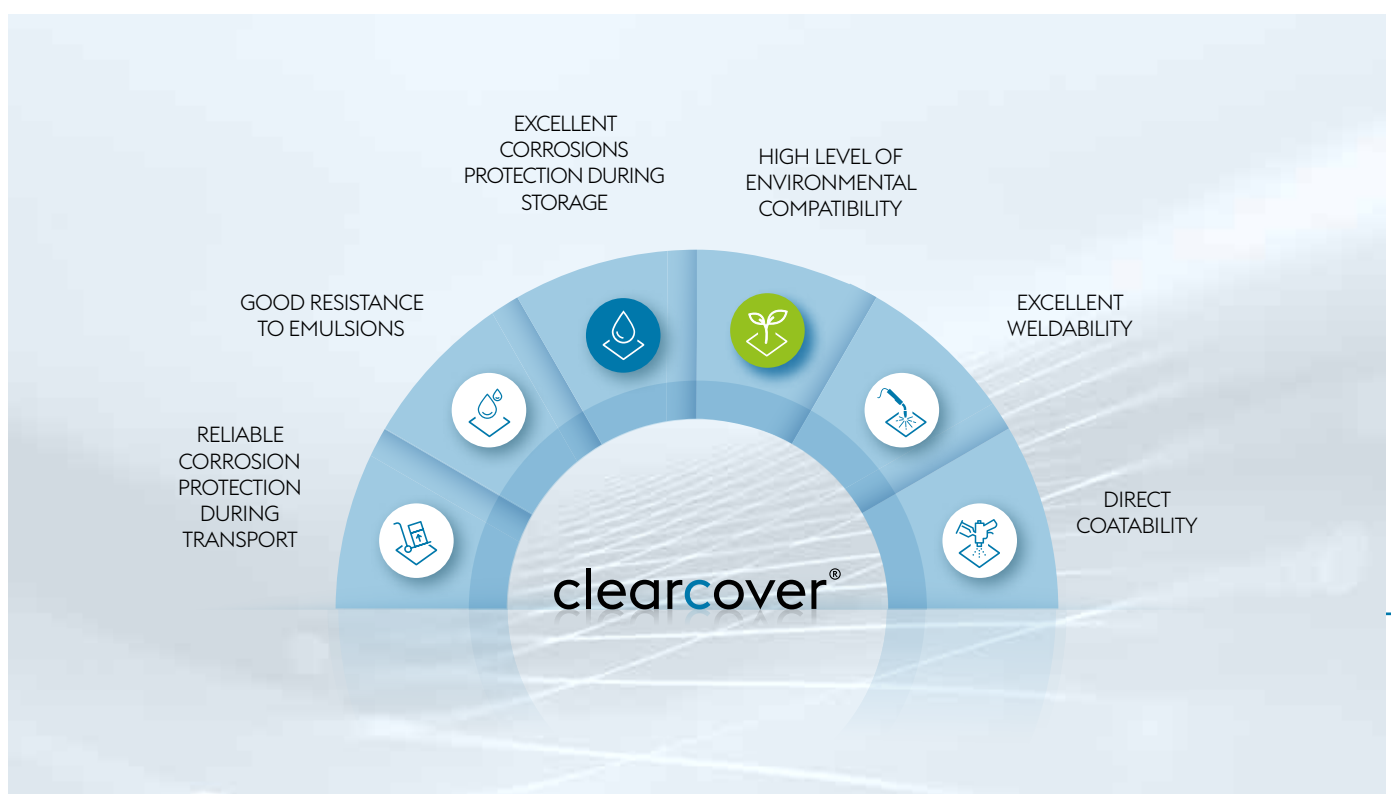 EXCELLENT
CORROSIONS
PROTECTION DURING
STORAGE
HIGH LEVEL OF
ENVIRONMENTAL
COMPATIBILITY
GOOD RESISTANCE
TO EMULSIONS
EXCELLENT
WELDABILITY
RELIABLE
CORROSION
PROTECTION
DURING
TRANSPORT
DIRECT
COATABILITY
clearcover®